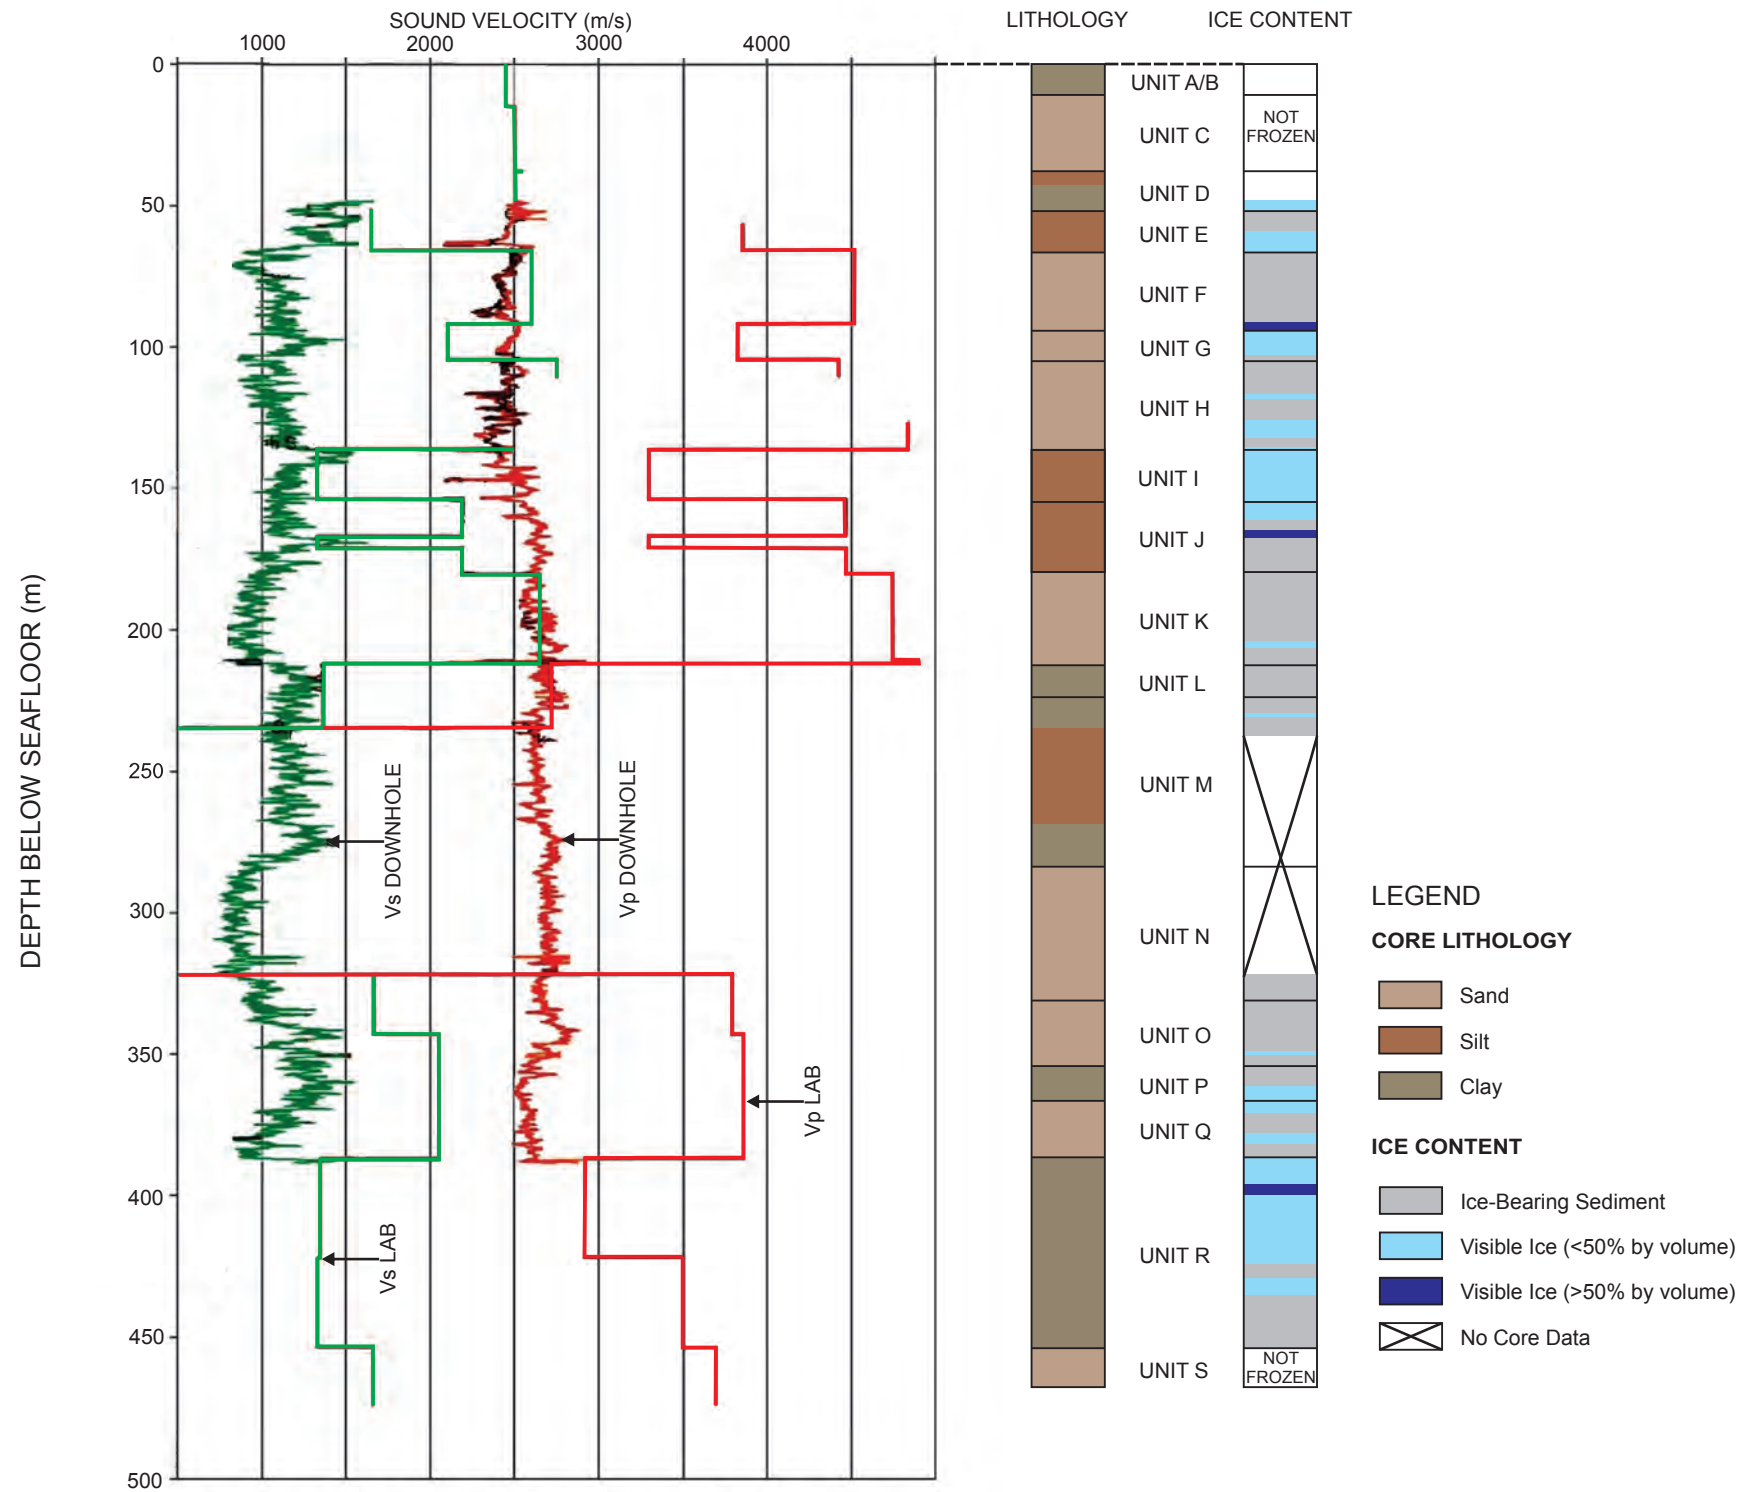 SOUND VELOCITY (m/s)
1000 2000 3000 4000
LITHOLOGY
ICE CONTENT
DEPTH BELOW SEAFLOOR (m)
0
50
100
150
200
250
300
350
400
450
500
Vs DOWNHOLE
Vp DOWNHOLE
Vs LAB
Vp LAB
UNIT A/B
UNIT C
UNIT D
UNIT E
UNIT F
UNIT G
UNIT H
UNIT I
UNIT J
UNIT K
UNIT L
UNIT M
UNIT N
UNIT O
UNIT P
UNIT Q
UNIT R
UNIT S
NOT
FROZEN
NOT
FROZEN
LEGEND
CORE LITHOLOGY
Sand
Silt
Clay
ICE CONTENT
Ice-Bearing Sediment
Visible Ice (<50% by volume)
Visible Ice (>50% by volume)
No Core Data